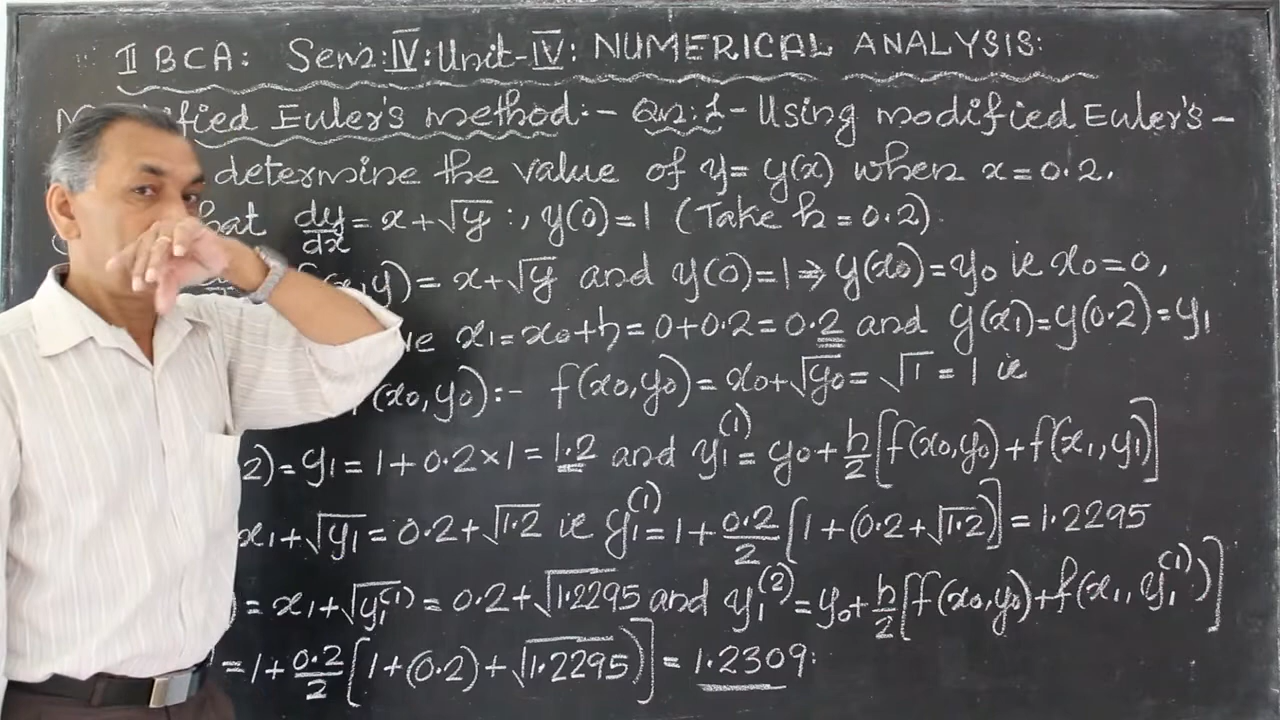 II BCA: Sem: IV: Unit-IV: NUMERICAL ANALYSIS:
Euler's method:- Qn:1- Using modified Euler's-
determine the value of y= y(x) when x=0.2.
dy/dx = x+√y :, y(0)=1 (Take h=0.2).
y)= x+√y and y(0)=1⇒y(x0)=y0 ie x0=0,
x1=x0+h=0+0.2=0.2 and y(x1)=y(0.2)=y1
(x0,y0):- f(x0,y0)= x0+√y0= √1 = 1 ie
2)=y1=1+0.2×1=1.2 and y1^(1)= y0+h/2[f(x0,y0)+f(x1,y1)]
x1+√y1=0.2+√1.2 ie y1^(1)=1+0.2/2[1+(0.2+√1.2)]=1.2295
)=x1+√y1^(1)=0.2+√1.2295 and y1^(2)=y0+h/2[f(x0,y0)+f(x1,y1^(1))]
=1+0.2/2[1+(0.2)+√1.2295)]=1.2309: